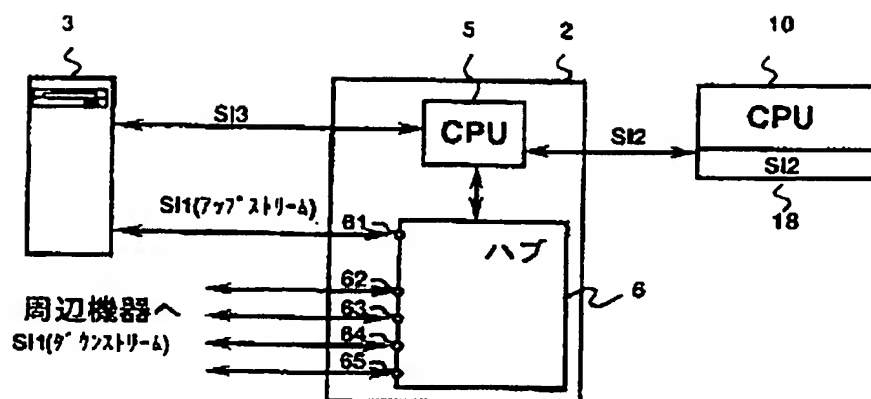 3
5
2
10
CPU
CPU
SI3
SI2
SI2
18
SI1(ｱｯﾌﾟｽﾄﾘｰﾑ)
61
ハブ
62
6
周辺機器へ
63
SI1(ﾀﾞｳﾝｽﾄﾘｰﾑ)
64
65